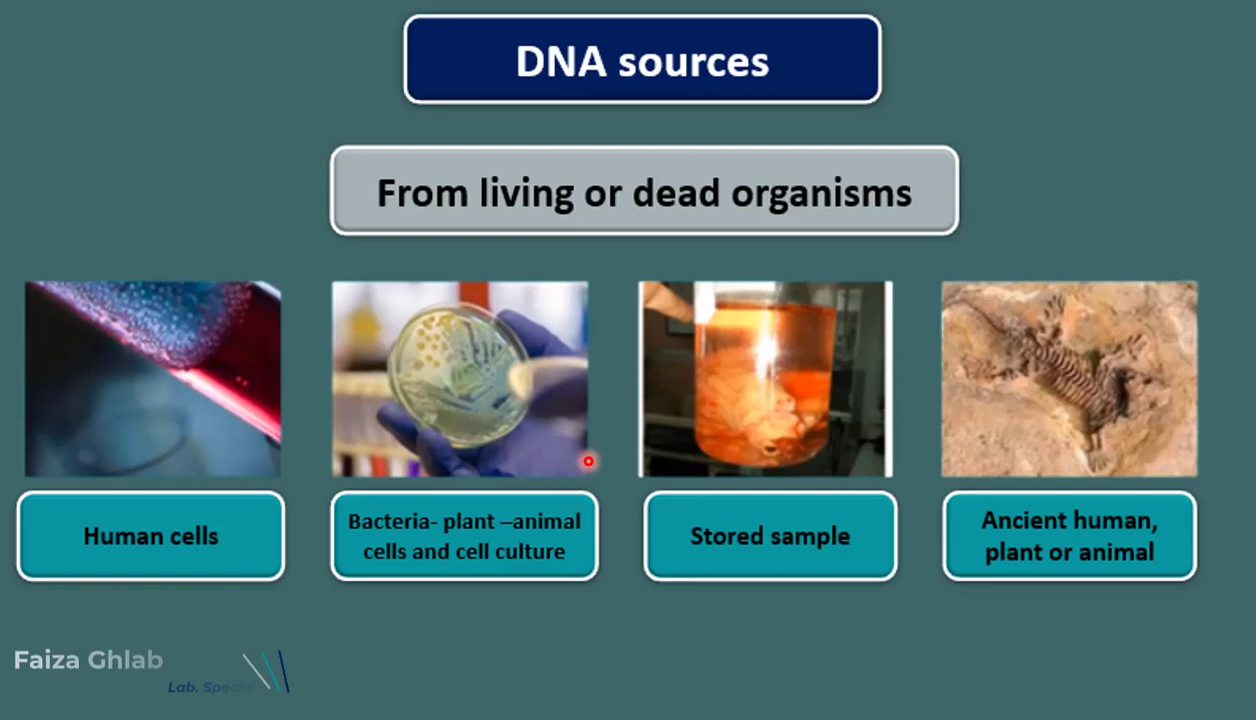 DNA sources
From living or dead organisms
Human cells
Bacteria- plant –animal
cells and cell culture
Stored sample
Ancient human,
plant or animal
Faiza Ghlab
Lab.